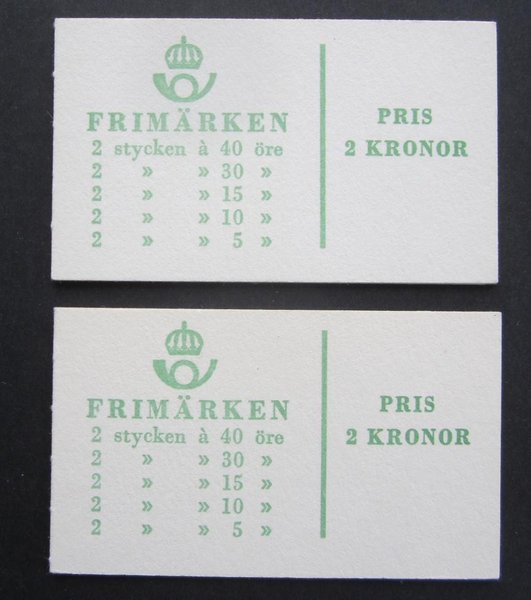 FRIMÄRKEN
2 stycken à 40 öre
2 » » 30 »
2 » » 15 »
2 » » 10 »
2 » » 5 »
PRIS
2 KRONOR
FRIMÄRKEN
2 stycken à 40 öre
2 » » 30 »
2 » » 15 »
2 » » 10 »
2 » » 5 »
PRIS
2 KRONOR